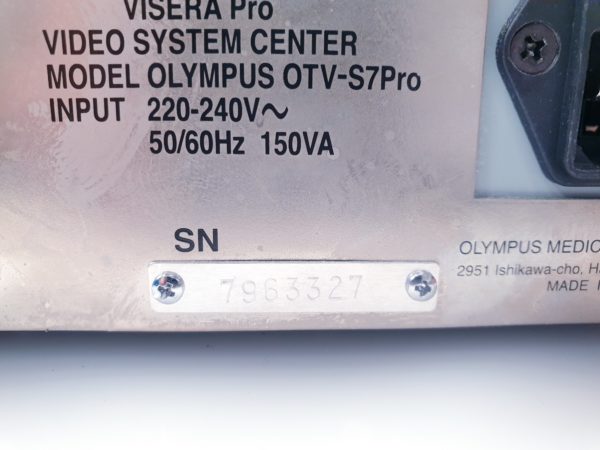 VISERA Pro
VIDEO SYSTEM CENTER
MODEL OLYMPUS OTV-S7Pro
INPUT 220-240V~
50/60Hz 150VA
SN
7963327
OLYMPUS MEDIC
2951 Ishikawa-cho, H
MADE